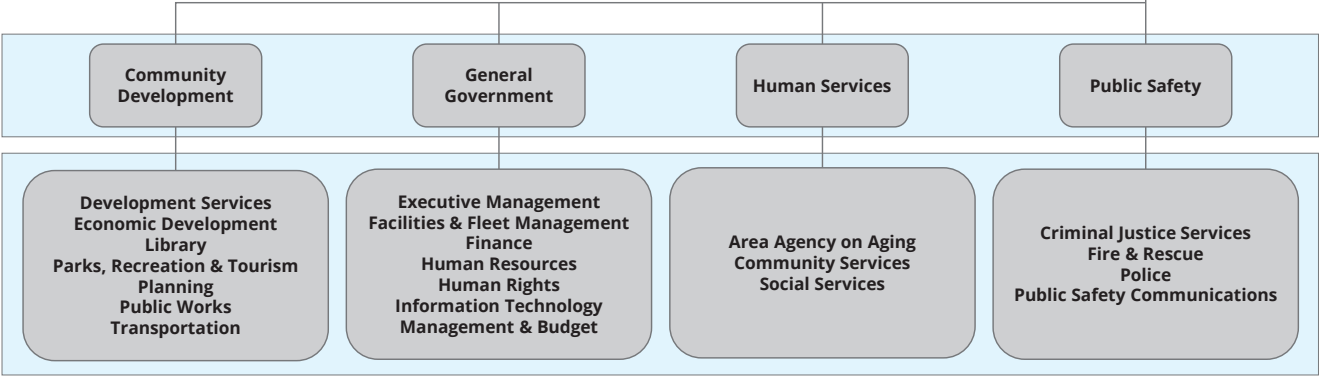 Community
Development
General
Government
Human Services
Public Safety
Development Services
Economic Development
Library
Parks, Recreation & Tourism
Planning
Public Works
Transportation
Executive Management
Facilities & Fleet Management
Finance
Human Resources
Human Rights
Information Technology
Management & Budget
Area Agency on Aging
Community Services
Social Services
Criminal Justice Services
Fire & Rescue
Police
Public Safety Communications